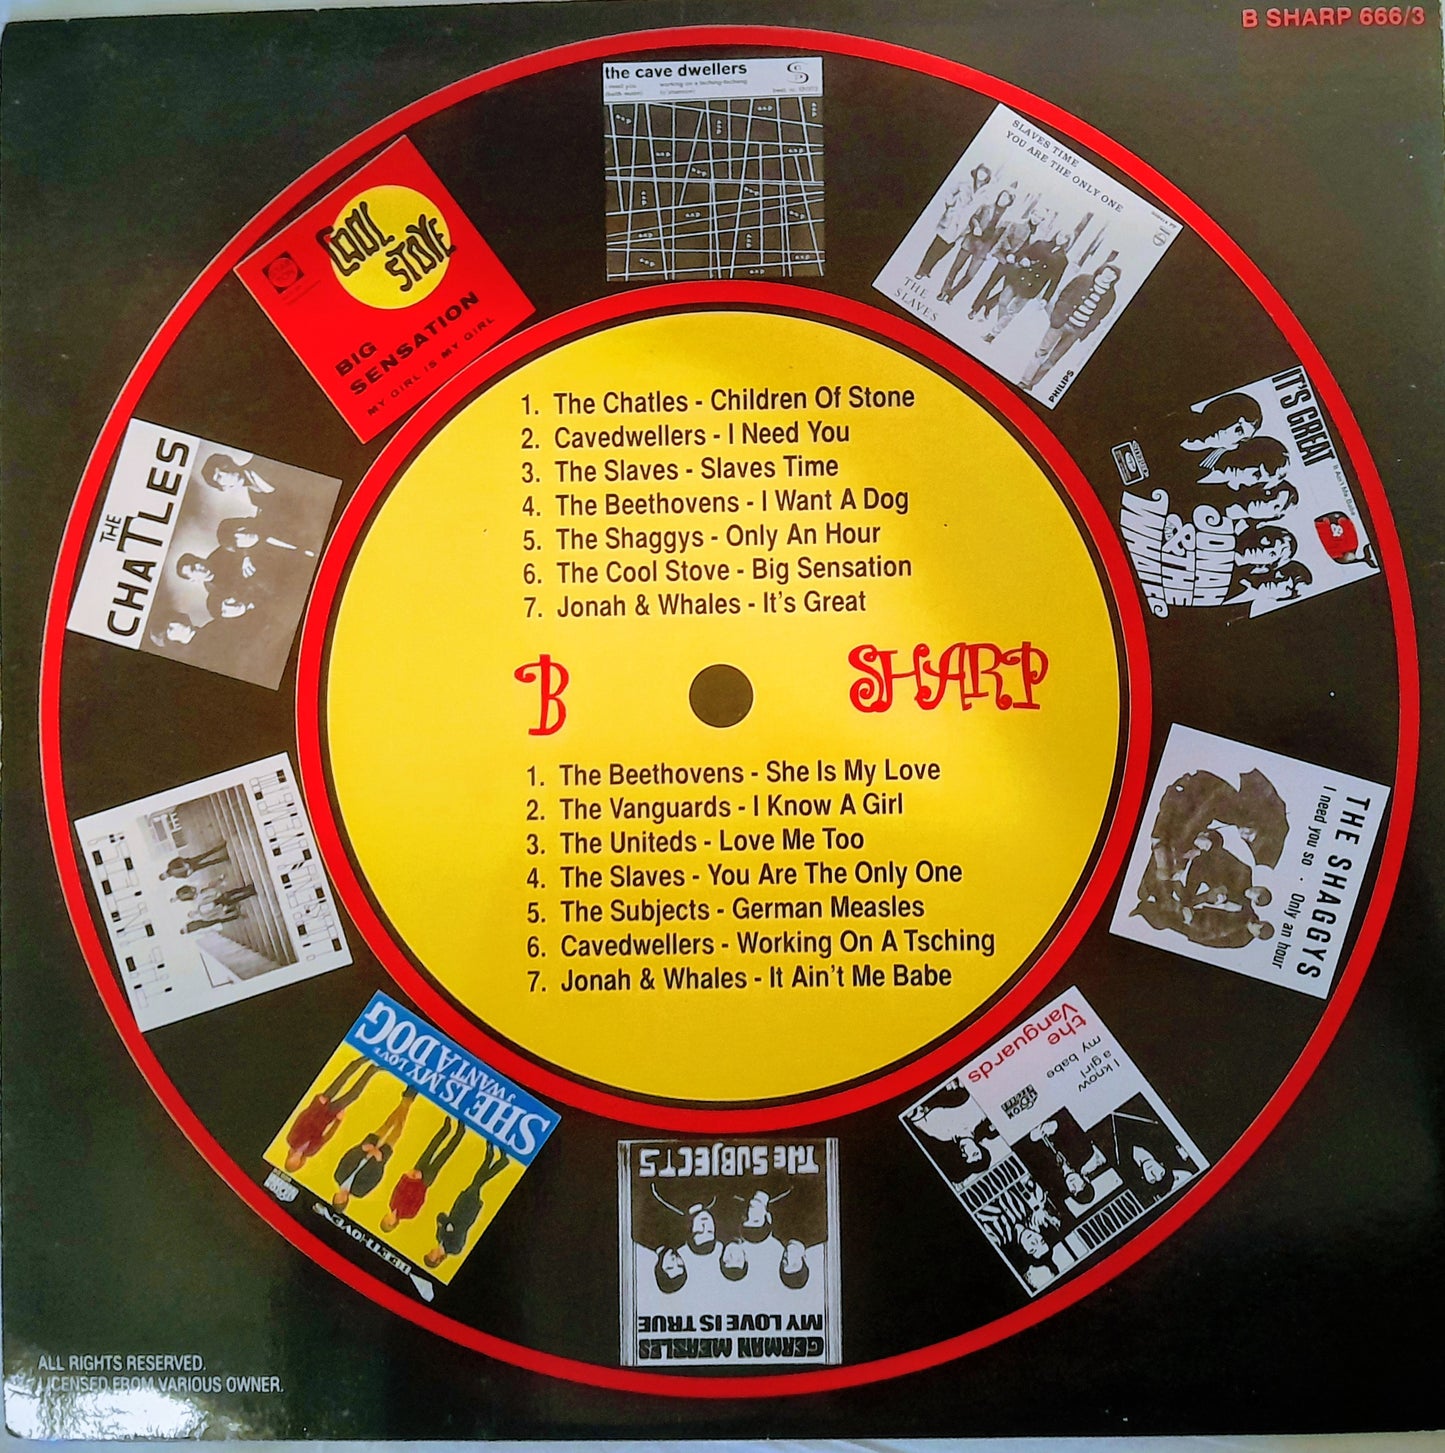 B SHARP 666/3
the cave dwellers
SLAVES TIME
YOU ARE THE ONLY ONE
THE
SLAVES
PHILIPS
COOL
STOVE
BIG
SENSATION
MY GIRL IS MY GIRL
IT'S GREAT
It Ain't Me Babe
JONAH
& THE
WHALES
THE
CHATLES
1. The Chatles - Children Of Stone
2. Cavedwellers - I Need You
3. The Slaves - Slaves Time
4. The Beethovens - I Want A Dog
5. The Shaggys - Only An Hour
6. The Cool Stove - Big Sensation
7. Jonah & Whales - It's Great
B SHARP
1. The Beethovens - She Is My Love
2. The Vanguards - I Know A Girl
3. The Uniteds - Love Me Too
4. The Slaves - You Are The Only One
5. The Subjects - German Measles
6. Cavedwellers - Working On A Tsching
7. Jonah & Whales - It Ain't Me Babe
THE SHAGGYS
I need you so . Only an hour
the
Vanguards
I know
a girl
my babe
SHE IS MY LOVE
J WANT A DOG
BEETHOVENS
THE SUBJECTS
MY LOVE IS TRUE
GERMAN MEASLES
ALL RIGHTS RESERVED.
LICENSED FROM VARIOUS OWNER.